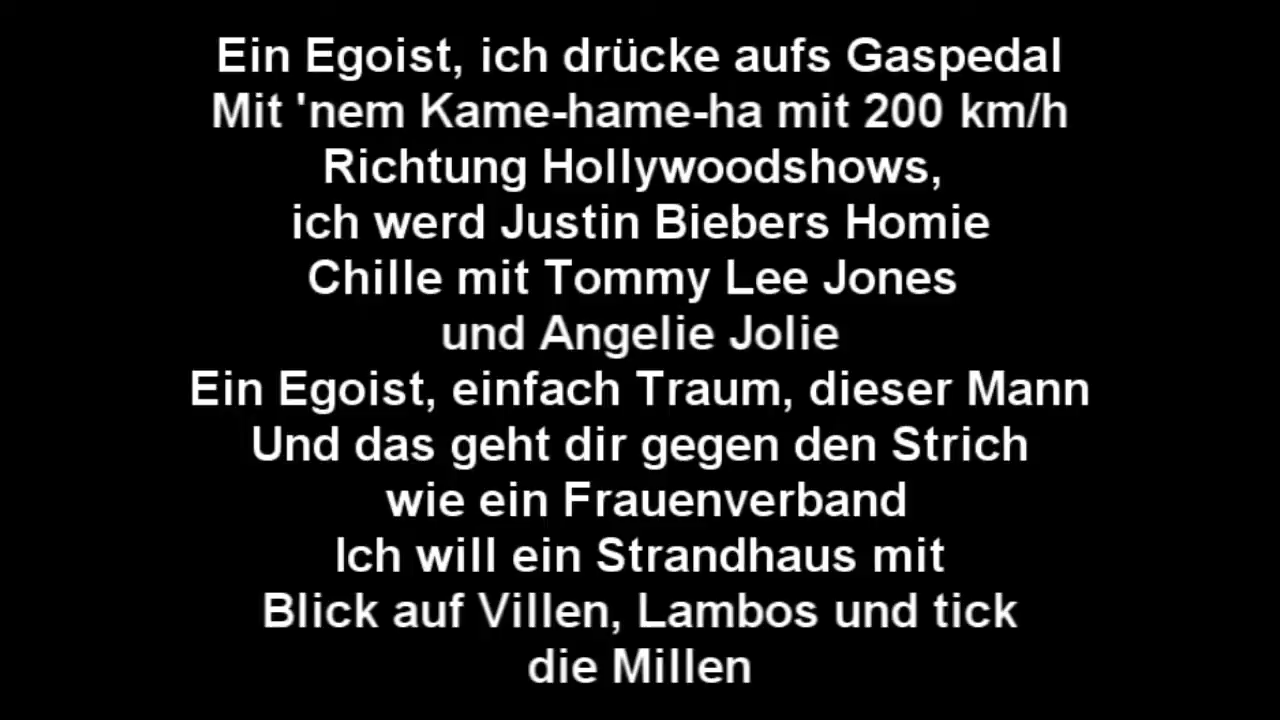 Ein Egoist, ich drücke aufs Gaspedal
Mit 'nem Kame-hame-ha mit 200 km/h
Richtung Hollywoodshows,
ich werd Justin Biebers Homie
Chille mit Tommy Lee Jones
und Angelie Jolie
Ein Egoist, einfach Traum, dieser Mann
Und das geht dir gegen den Strich
wie ein Frauenverband
Ich will ein Strandhaus mit
Blick auf Villen, Lambos und tick
die Millen